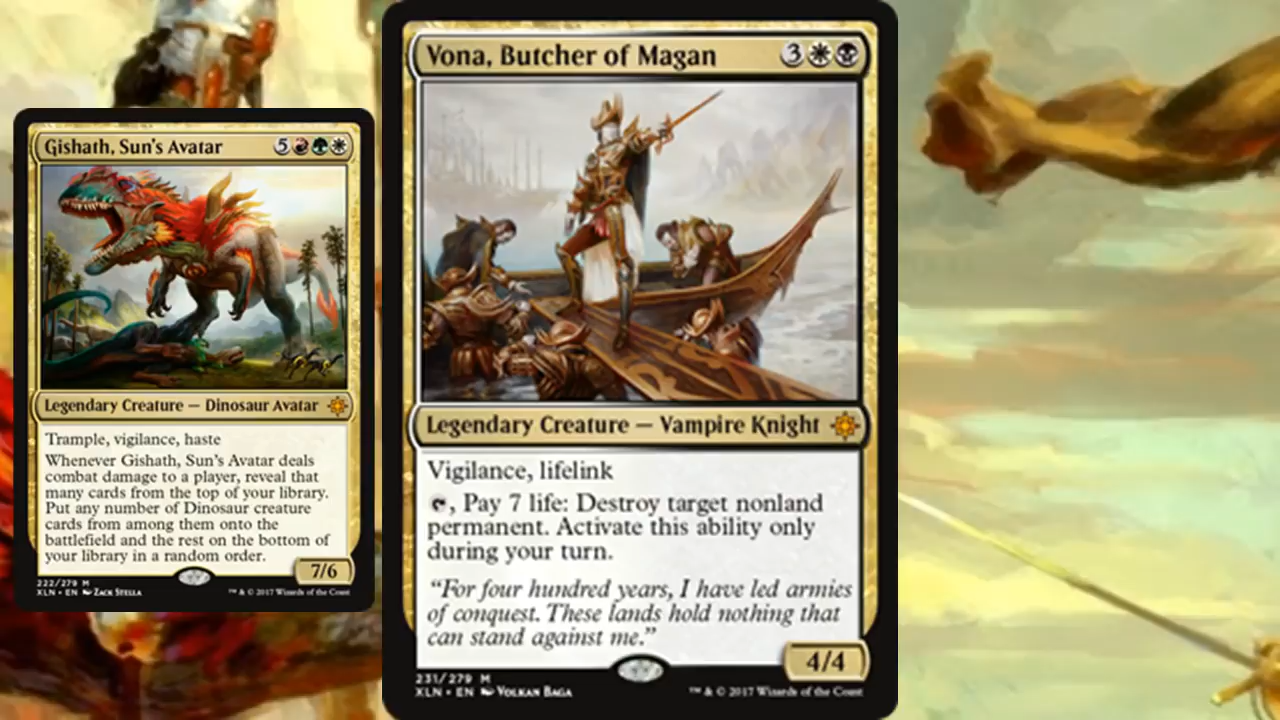 Gishath, Sun's Avatar 5
Legendary Creature — Dinosaur Avatar
Trample, vigilance, haste
Whenever Gishath, Sun's Avatar deals
combat damage to a player, reveal that
many cards from the top of your library.
Put any number of Dinosaur creature
cards from among them onto the
battlefield and the rest on the bottom of
your library in a random order.
7/6
222/279 M
XLN • EN Zack Stella
™ & © 2017 Wizards of the Coast
Vona, Butcher of Magan 3
Legendary Creature — Vampire Knight
Vigilance, lifelink
, Pay 7 life: Destroy target nonland
permanent. Activate this ability only
during your turn.
"For four hundred years, I have led armies
of conquest. These lands hold nothing that
can stand against me."
4/4
231/279 M
XLN • EN Volkan Baga
™ & © 2017 Wizards of the Coast